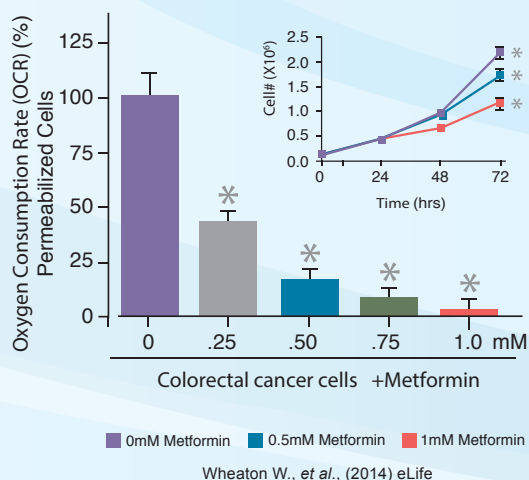 Oxygen Consumption Rate (OCR) (%)
Permeabilized Cells
125
100
75
50
25
0
*
*
*
*
0 .25 .50 .75 1.0 mM
Colorectal cancer cells +Metformin
Cell# (X10⁶)
2.5
2.0
1.5
1.0
0.5
0.0
*
*
*
0 24 48 72
Time (hrs)
0mM Metformin 0.5mM Metformin 1mM Metformin
Wheaton W., et al., (2014) eLife